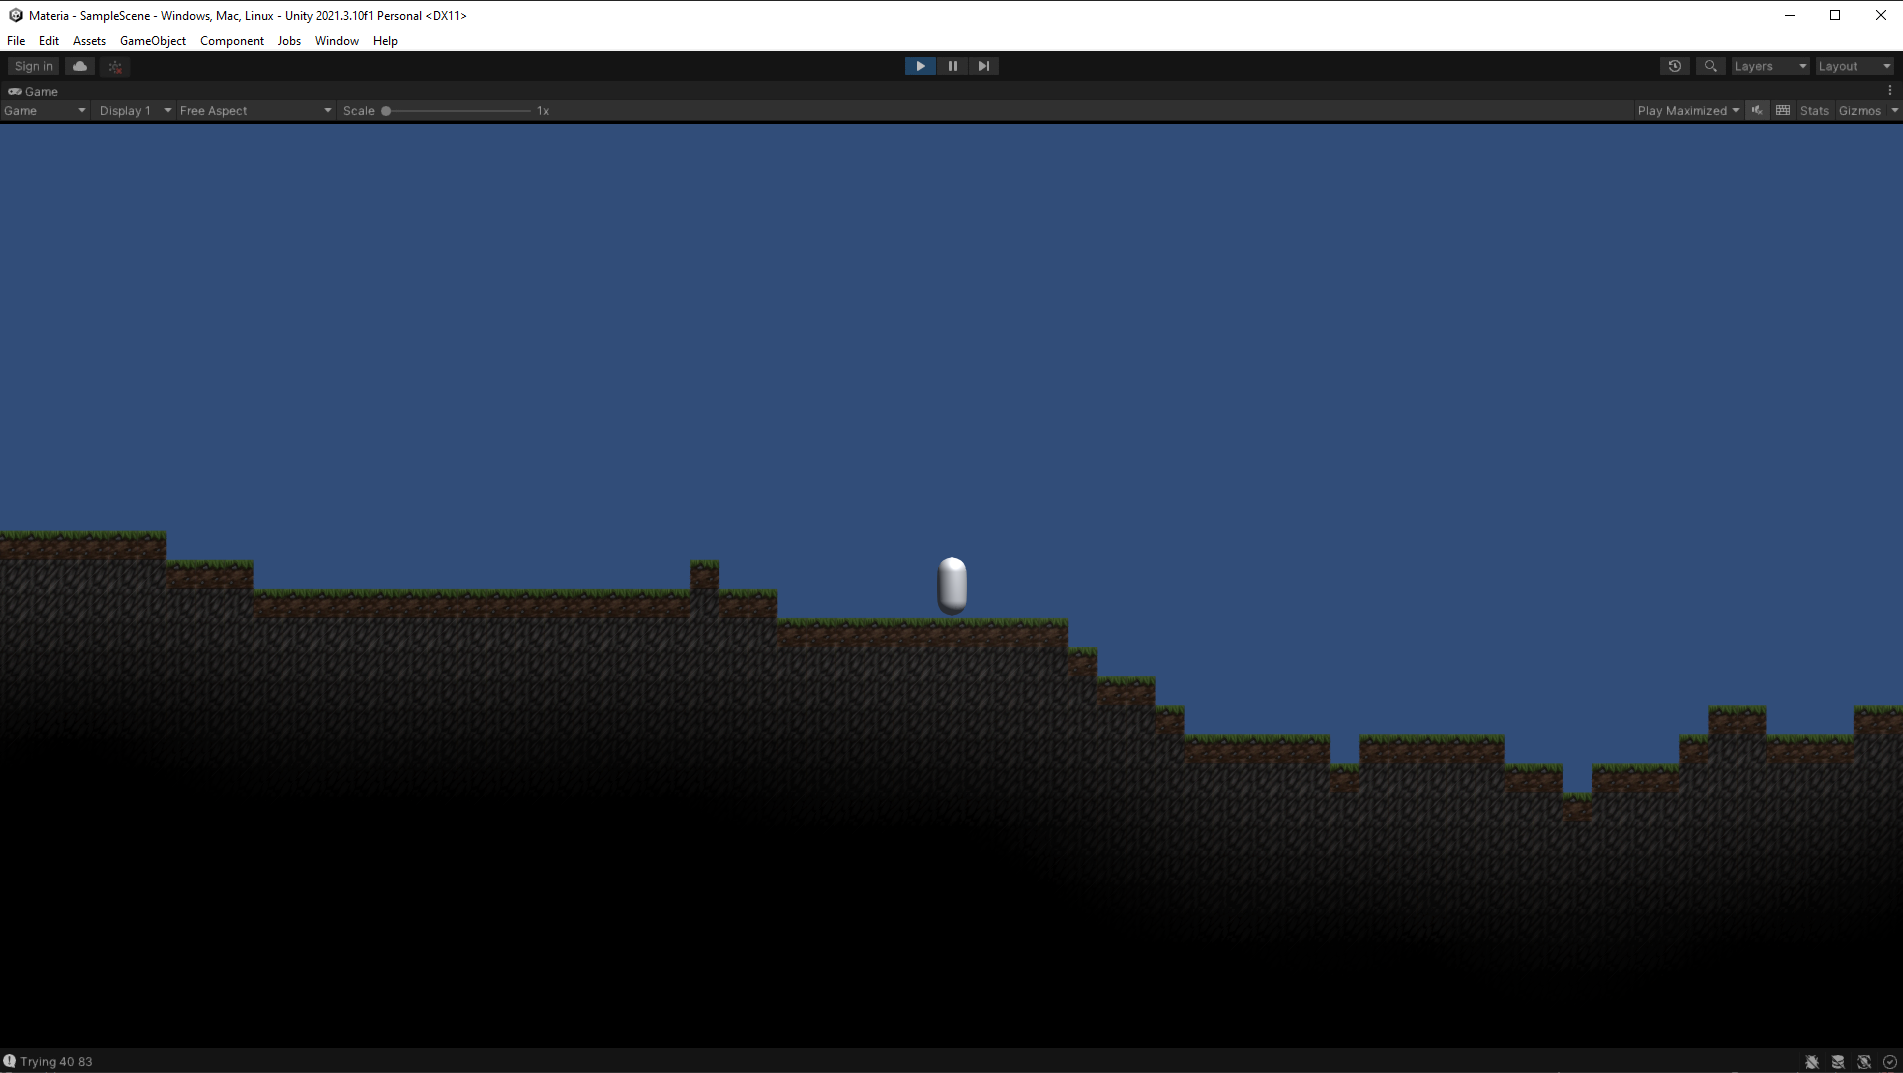 Materia - SampleScene - Windows, Mac, Linux - Unity 2021.3.10f1 Personal <DX11>
File Edit Assets GameObject Component Jobs Window Help
Sign in Layers Layout
Game
Game Display 1 Free Aspect Scale 1x Play Maximized Stats Gizmos
Trying 40 83